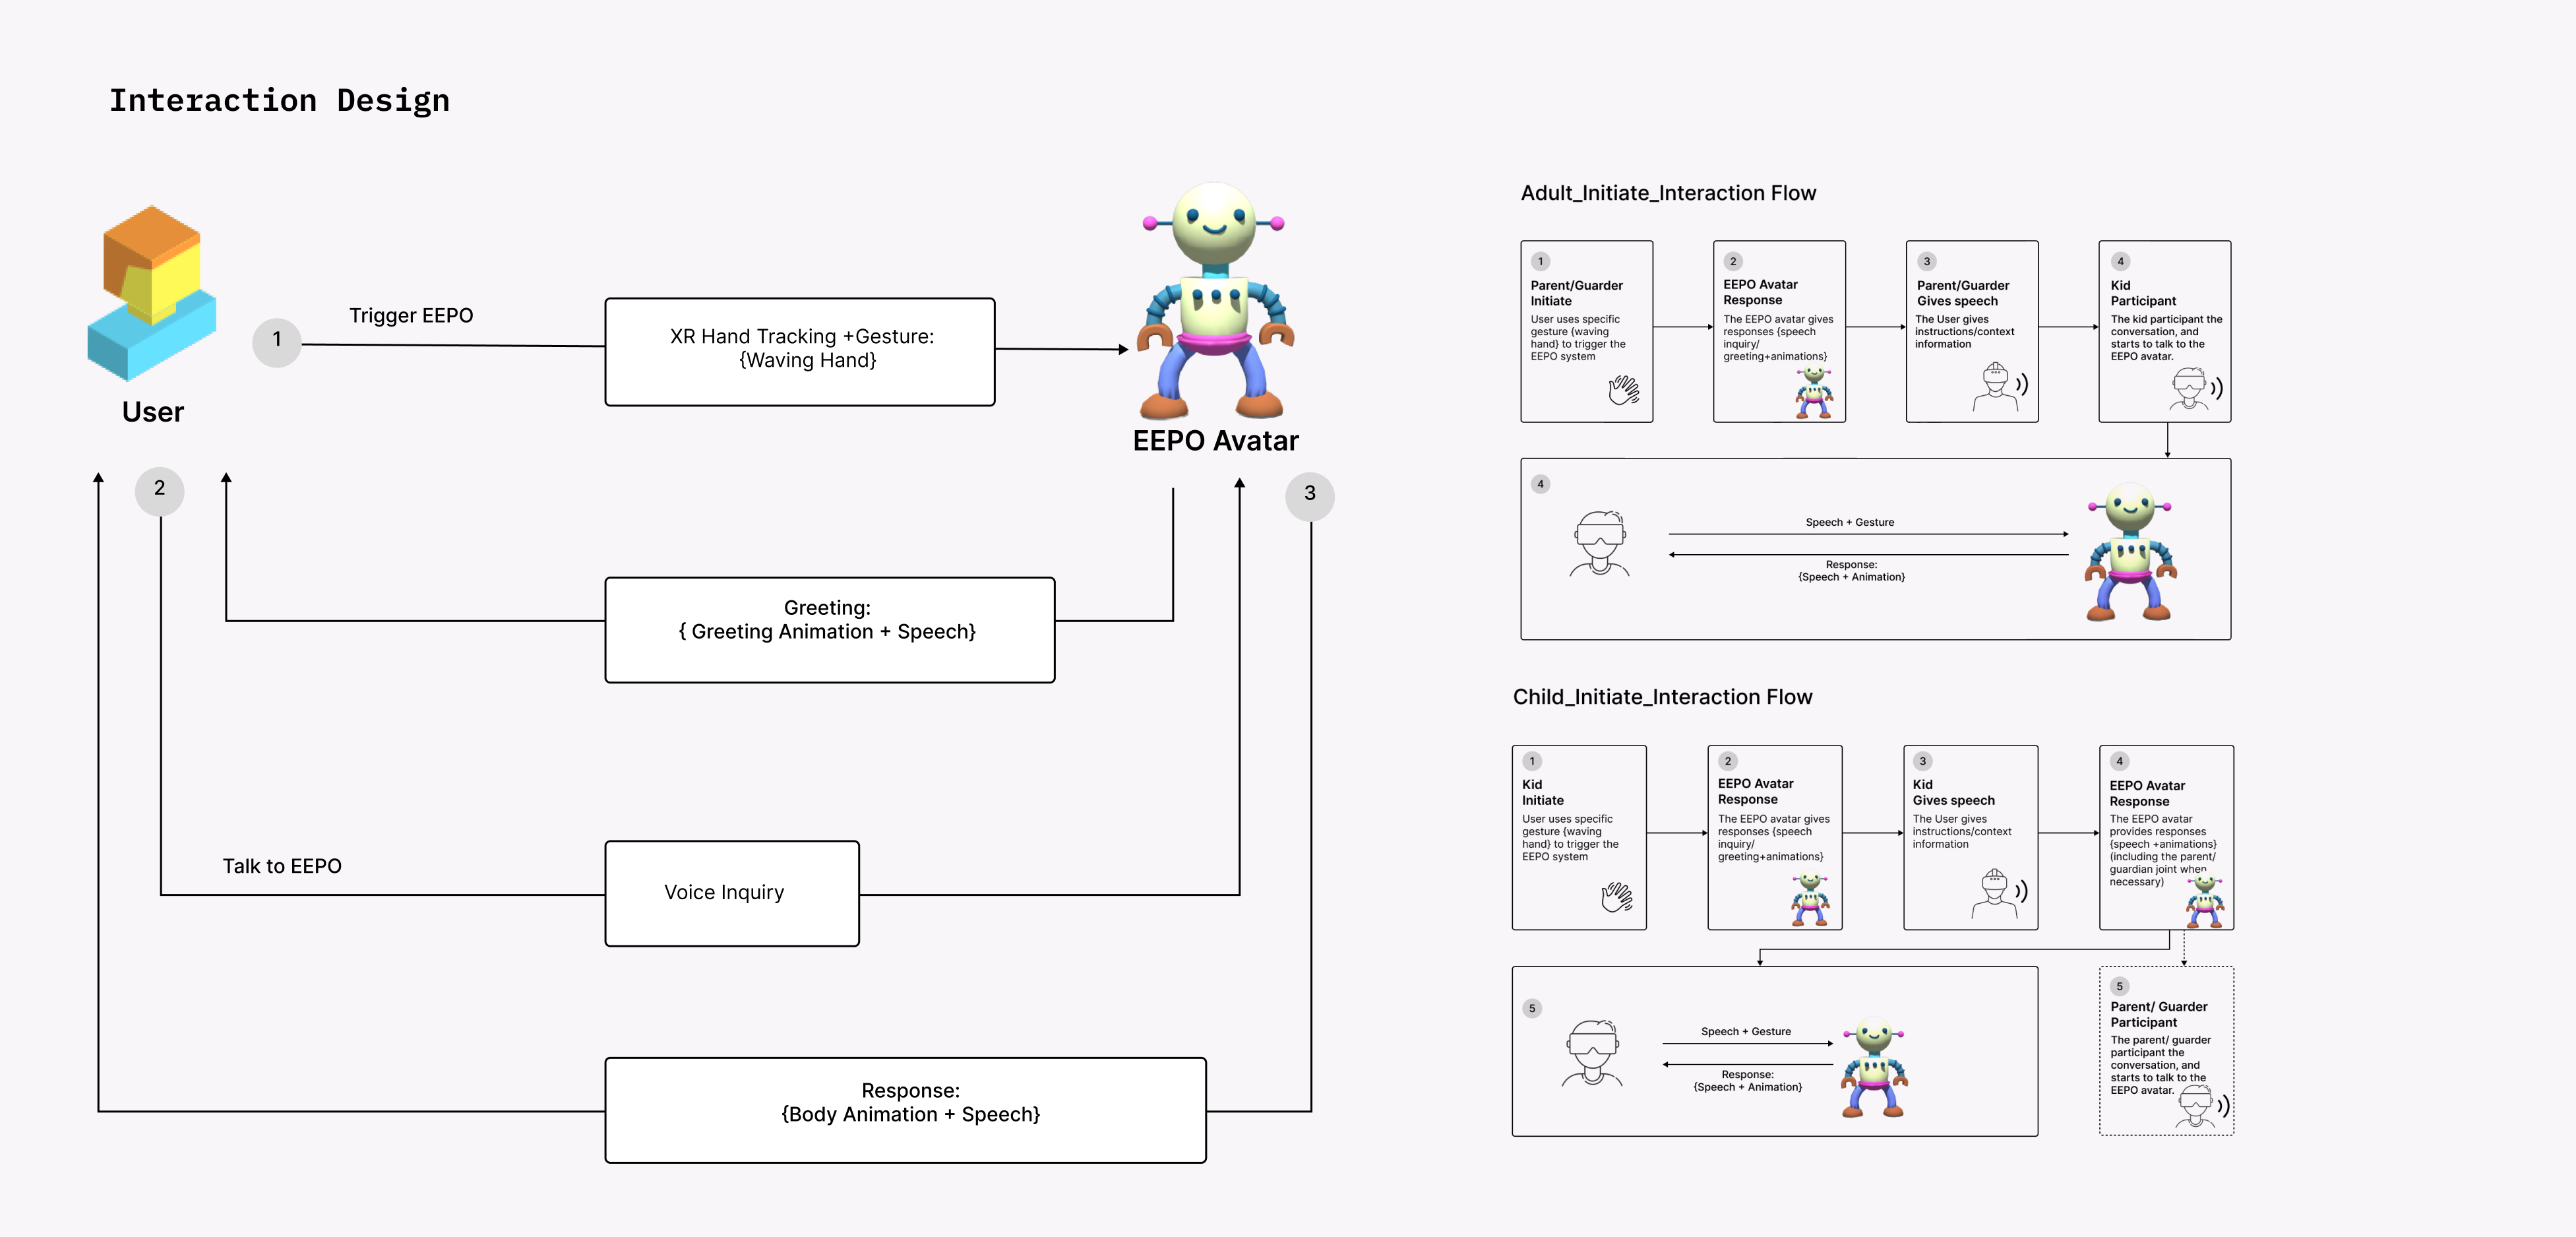 Interaction Design
User
1
Trigger EEPO
XR Hand Tracking +Gesture:
{Waving Hand}
EEPO Avatar
2
3
Greeting:
{ Greeting Animation + Speech}
Talk to EEPO
Voice Inquiry
Response:
{Body Animation + Speech}
Adult_Initiate_Interaction Flow
1
Parent/Guarder
Initiate
User uses specific
gesture {waving
hand} to trigger the
EEPO system
2
EEPO Avatar
Response
The EEPO avatar gives
responses {speech
inquiry/
greeting+animations}
3
Parent/Guarder
Gives speech
The User gives
instructions/context
information
4
Kid
Participant
The kid participant the
conversation, and
starts to talk to the
EEPO avatar.
4
Speech + Gesture
Response:
{Speech + Animation}
Child_Initiate_Interaction Flow
1
Kid
Initiate
User uses specific
gesture {waving
hand} to trigger the
EEPO system
2
EEPO Avatar
Response
The EEPO avatar gives
responses {speech
inquiry/
greeting+animations}
3
Kid
Gives speech
The User gives
instructions/context
information
4
EEPO Avatar
Response
The EEPO avatar
provides responses
{speech +animations}
(including the parent/
guardian joint when
necessary)
5
Speech + Gesture
Response:
{Speech + Animation}
5
Parent/ Guarder
Participant
The parent/ guarder
participant the
conversation, and
starts to talk to the
EEPO avatar.